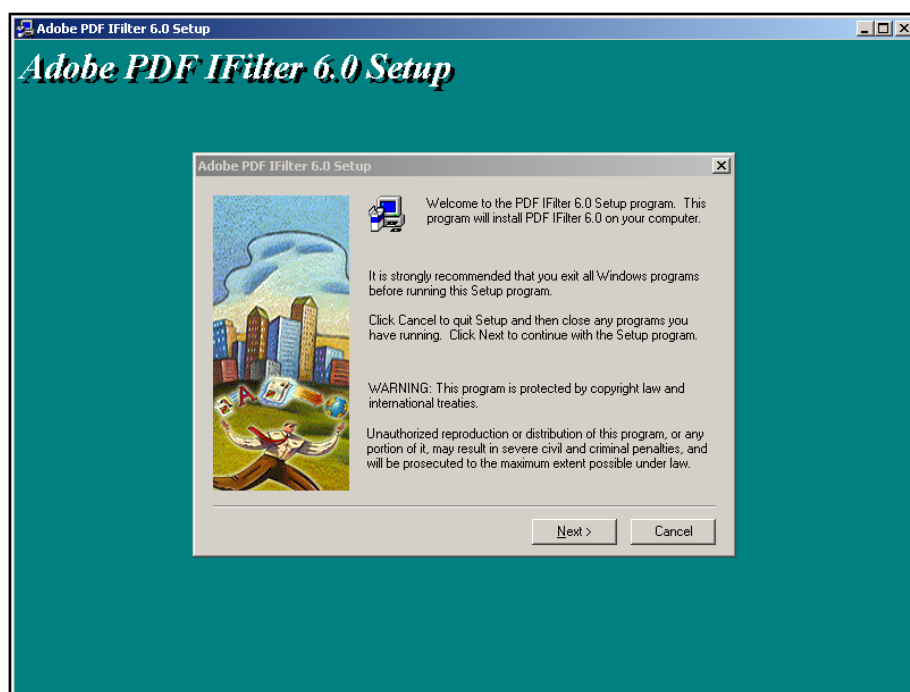 Adobe PDF IFilter 6.0 Setup
Adobe PDF IFilter 6.0 Setup
Adobe PDF IFilter 6.0 Setup
Welcome to the PDF IFilter 6.0 Setup program. This
program will install PDF IFilter 6.0 on your computer.
It is strongly recommended that you exit all Windows programs
before running this Setup program.
Click Cancel to quit Setup and then close any programs you
have running. Click Next to continue with the Setup program.
WARNING: This program is protected by copyright law and
international treaties.
Unauthorized reproduction or distribution of this program, or any
portion of it, may result in severe civil and criminal penalties, and
will be prosecuted to the maximum extent possible under law.
A
Next >
Cancel